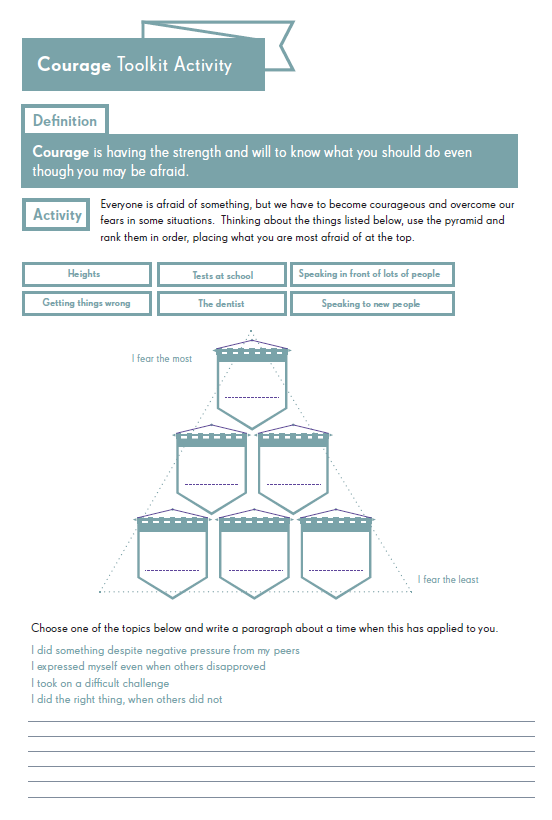 Courage Toolkit Activity
Definition
Courage is having the strength and will to know what you should do even
though you may be afraid.
Activity
Everyone is afraid of something, but we have to become courageous and overcome our
fears in some situations.  Thinking about the things listed below, use the pyramid and
rank them in order, placing what you are most afraid of at the top.
Heights
Tests at school
Speaking in front of lots of people
Getting things wrong
The dentist
Speaking to new people
I fear the most
I fear the least
Choose one of the topics below and write a paragraph about a time when this has applied to you.
I did something despite negative pressure from my peers
I expressed myself even when others disapproved
I took on a difficult challenge
I did the right thing, when others did not